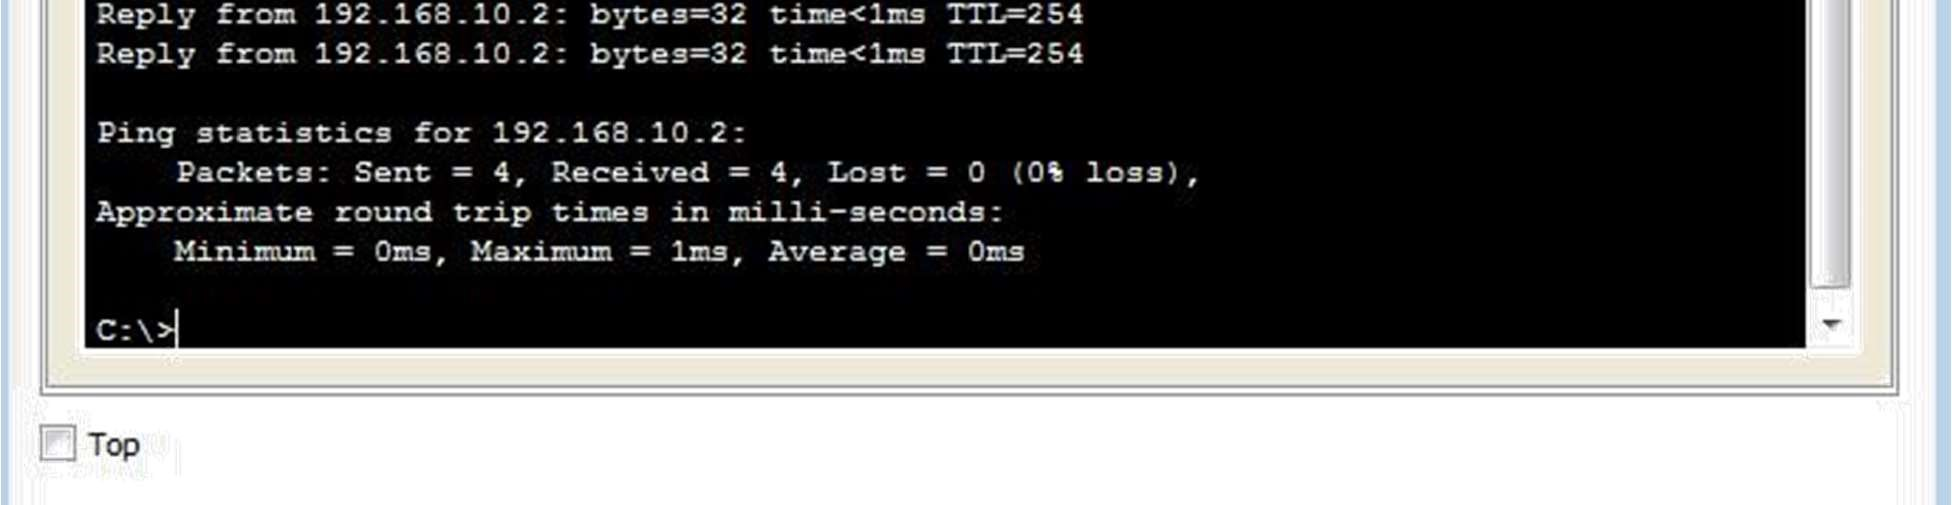 Reply from 192.168.10.2: bytes=32 time<1ms TTL=254
Reply from 192.168.10.2: bytes=32 time<1ms TTL=254
Ping statistics for 192.168.10.2:
Packets: Sent = 4, Received = 4, Lost = 0 (0% loss),
Approximate round trip times in milli-seconds:
Minimum = 0ms, Maximum = 1ms, Average = 0ms
C:\>
Top